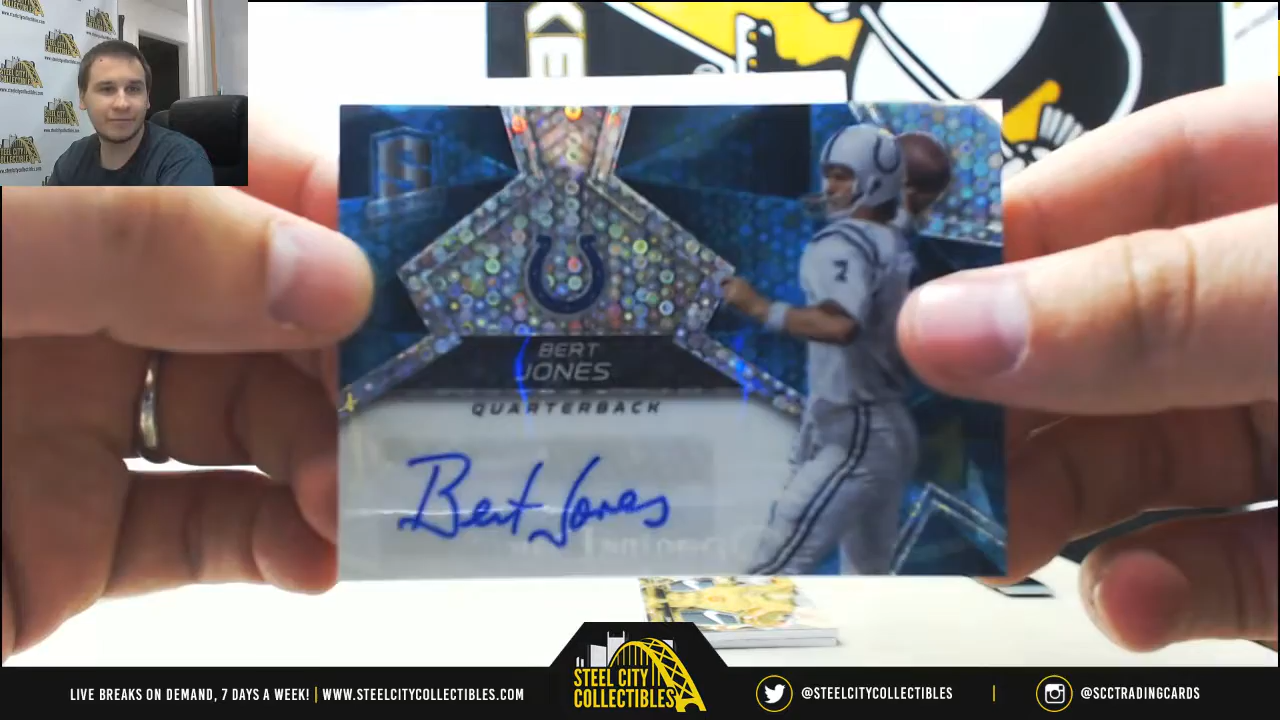 S
BERT
JONES
QUARTERBACK
7
Bert Jones
STEEL CITY
COLLECTIBLES
LIVE BREAKS ON DEMAND, 7 DAYS A WEEK! | WWW.STEELCITYCOLLECTIBLES.COM
@STEELCITYCOLLECTIBLES | @SCCTRADINGCARDS